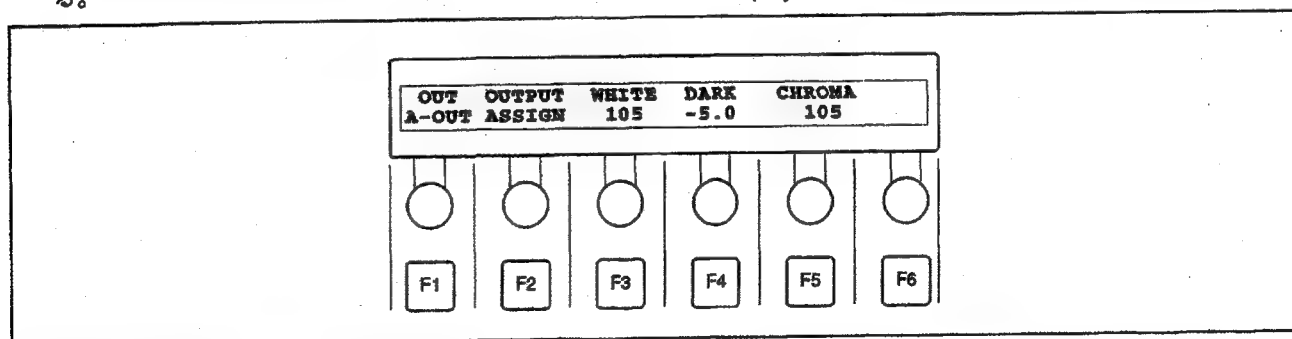 OUT OUTPUT WHITE DARK CHROMA
A-OUT ASSIGN 105 -5.0 105
F1 F2 F3 F4 F5 F6